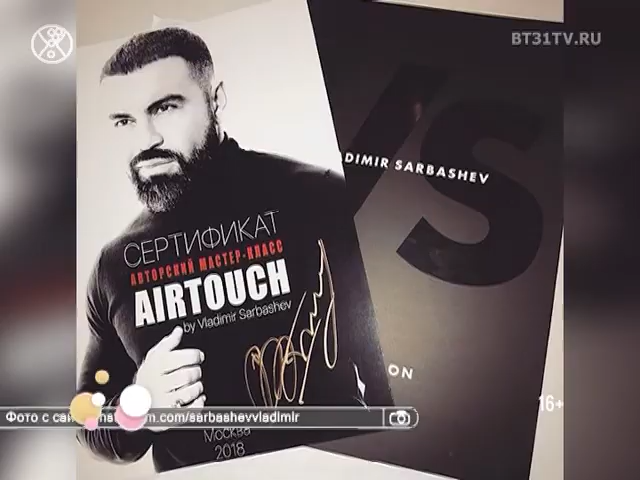 BT31TV.RU
DIMIR SARBASHEV
VS
СЕРТИФИКАТ
АВТОРСКИЙ МАСТЕР-КЛАСС
AIRTOUCH
by Vladimir Sarbashev
ON
16+
Фото с сай
m.com/sarbashevvladimir
Москва
2018